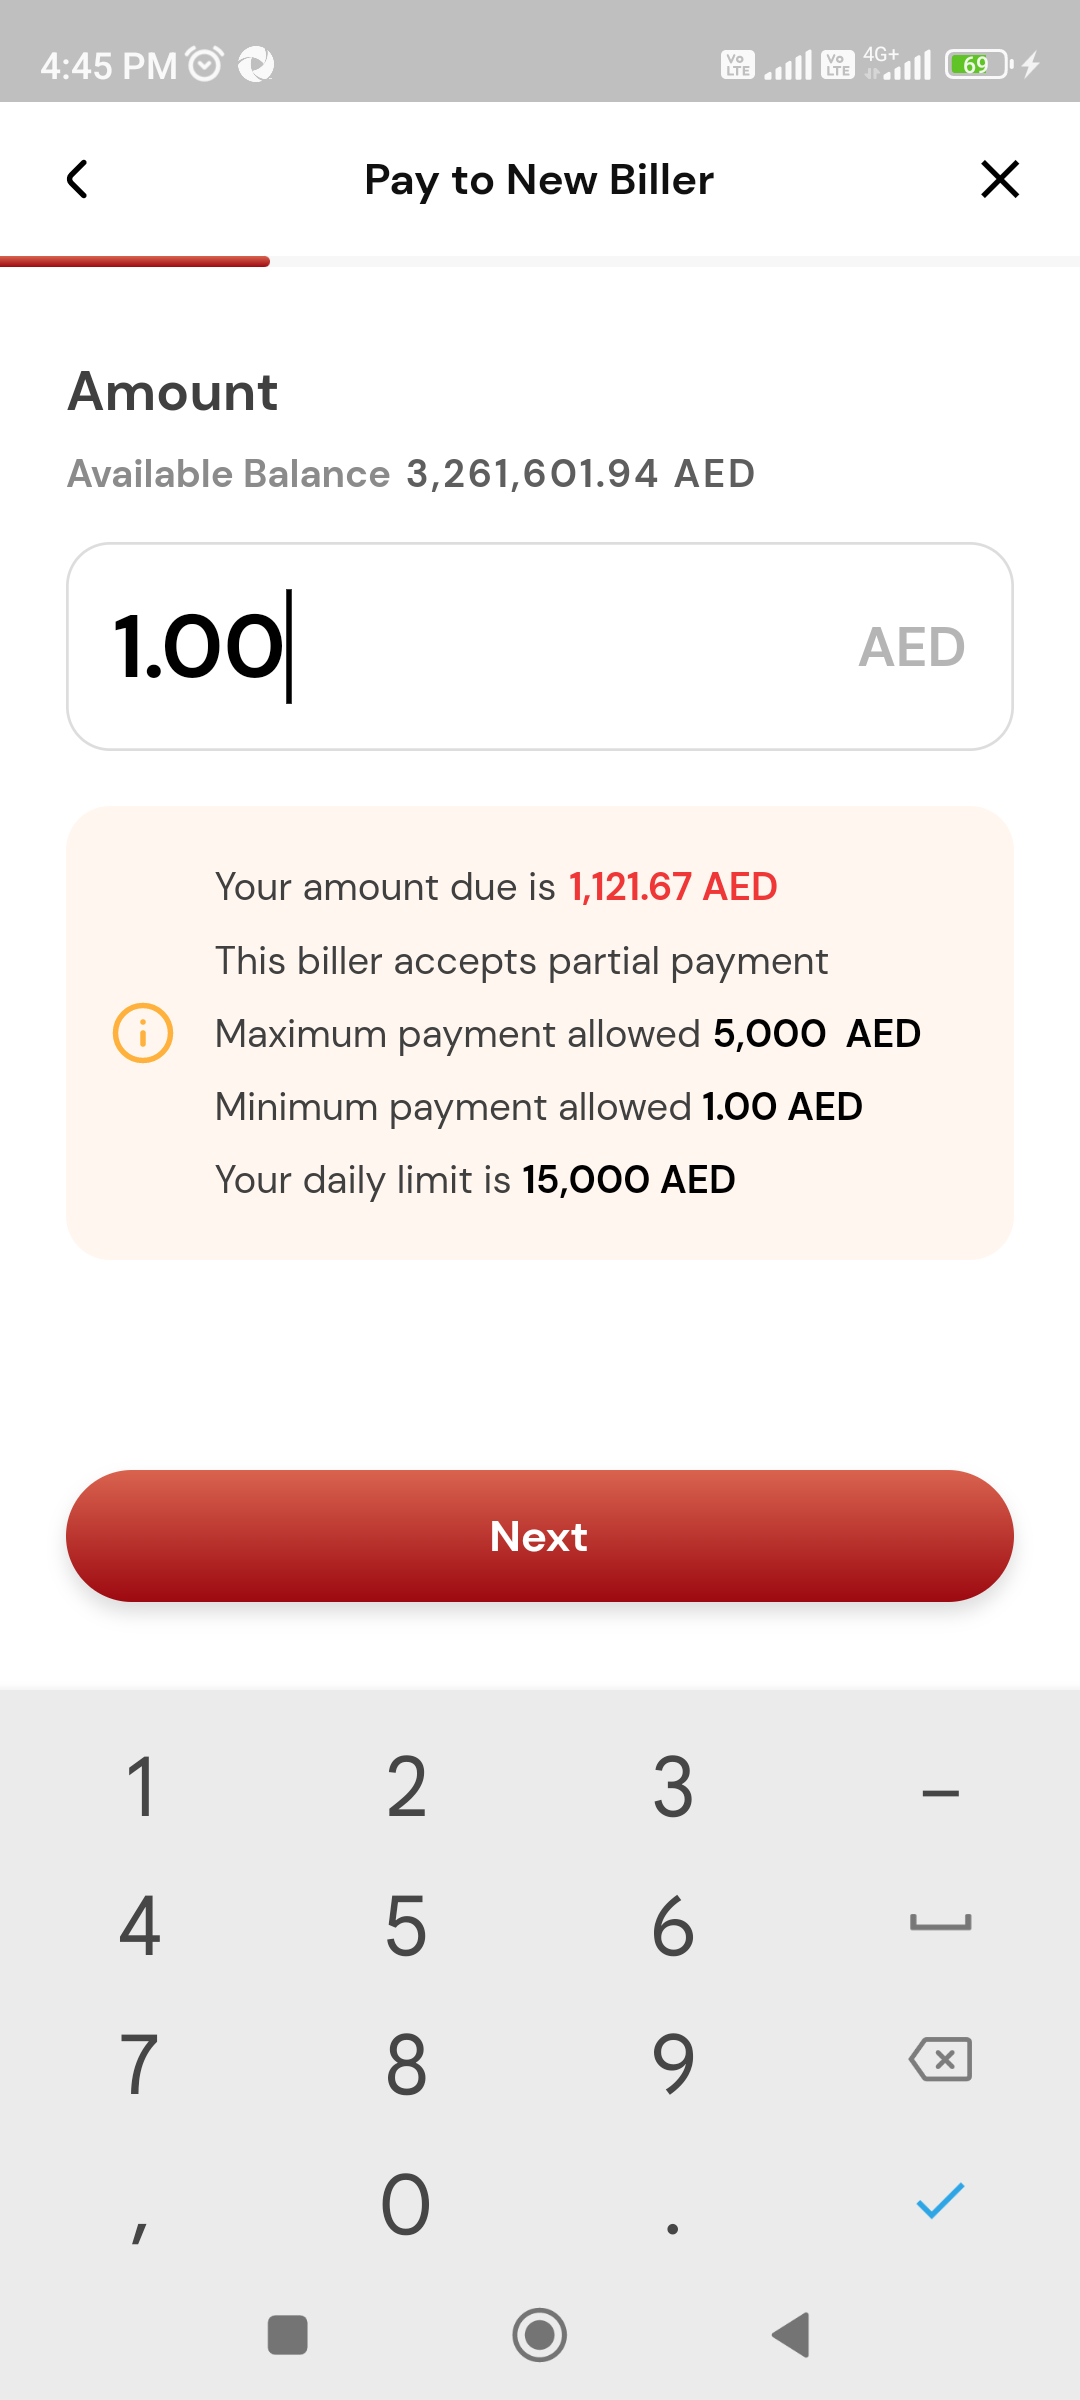 4:45 PM
Vo LTE
Vo LTE
4G+
69
Pay to New Biller
Amount
Available Balance 3,261,601.94 AED
1.00
AED
Your amount due is 1,121.67 AED
This biller accepts partial payment
Maximum payment allowed 5,000 AED
Minimum payment allowed 1.00 AED
Your daily limit is 15,000 AED
Next
1 2 3 –
4 5 6
7 8 9
, 0 .